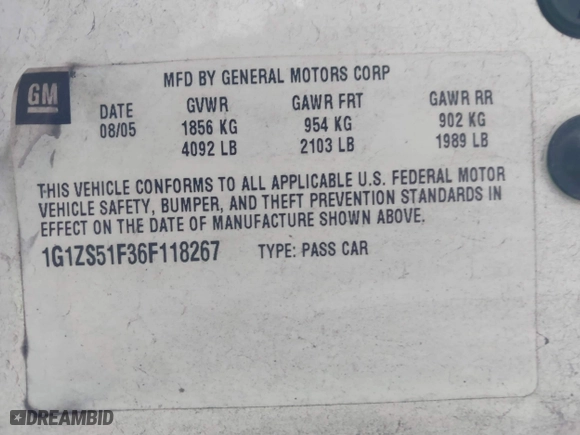 GM
MFD BY GENERAL MOTORS CORP
DATE GVWR GAWR FRT GAWR RR
08/05 1856 KG 954 KG 902 KG
4092 LB 2103 LB 1989 LB
THIS VEHICLE CONFORMS TO ALL APPLICABLE U.S. FEDERAL MOTOR
VEHICLE SAFETY, BUMPER, AND THEFT PREVENTION STANDARDS IN
EFFECT ON THE DATE OF MANUFACTURE SHOWN ABOVE.
1G1ZS51F36F118267 TYPE: PASS CAR
DREAMBID